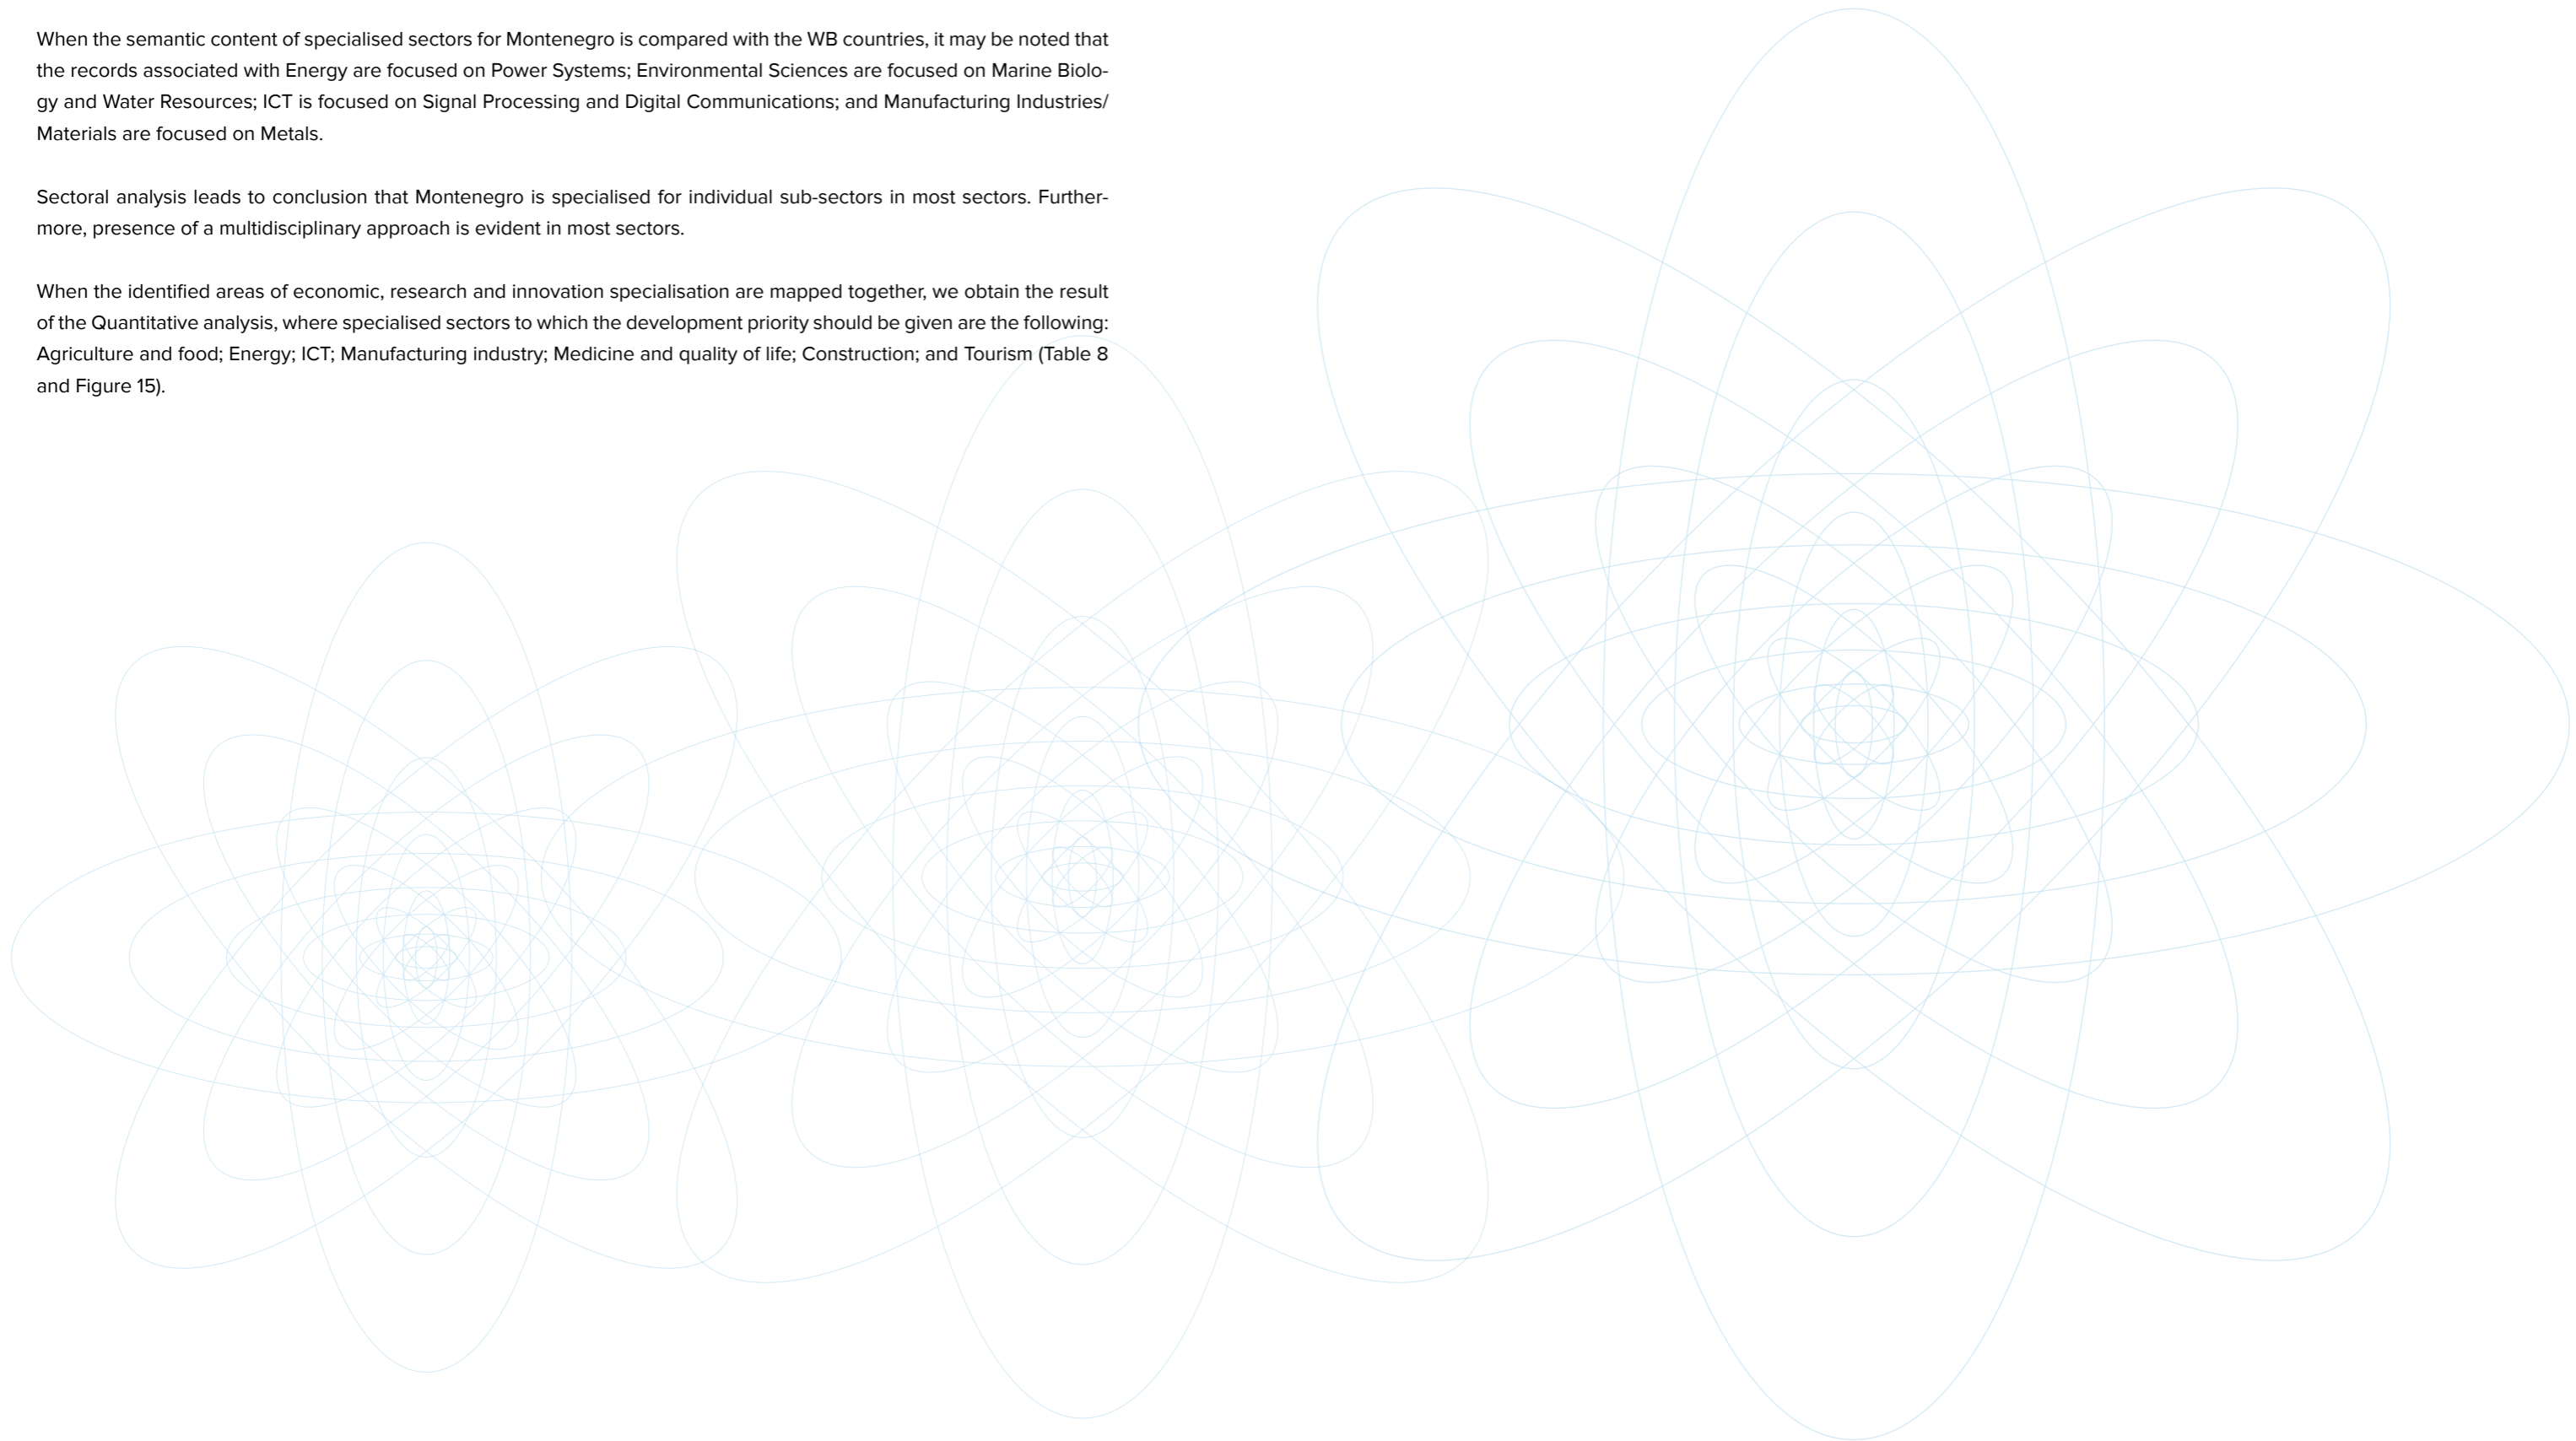 When the semantic content of specialised sectors for Montenegro is compared with the WB countries, it may be noted that
the records associated with Energy are focused on Power Systems; Environmental Sciences are focused on Marine Biolo-
gy and Water Resources; ICT is focused on Signal Processing and Digital Communications; and Manufacturing Industries/
Materials are focused on Metals.
Sectoral analysis leads to conclusion that Montenegro is specialised for individual sub-sectors in most sectors. Further-
more, presence of a multidisciplinary approach is evident in most sectors.
When the identified areas of economic, research and innovation specialisation are mapped together, we obtain the result
of the Quantitative analysis, where specialised sectors to which the development priority should be given are the following:
Agriculture and food; Energy; ICT; Manufacturing industry; Medicine and quality of life; Construction; and Tourism (Table 8
and Figure 15).